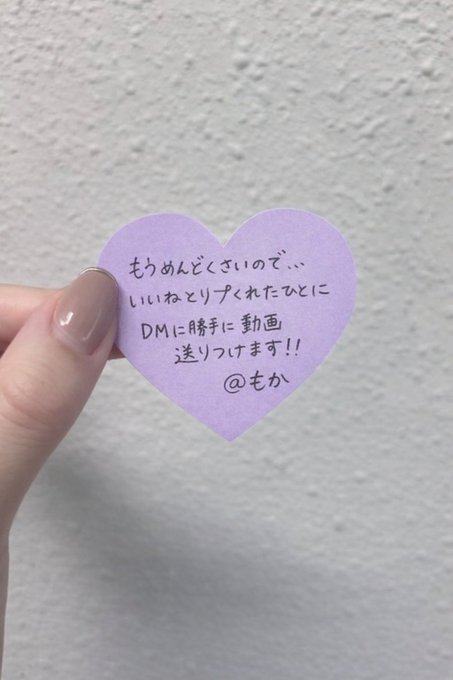 もうめんどくさいので...
いいねとリプくれたひとに
DMに勝手に動画
送りつけます!!
@もか